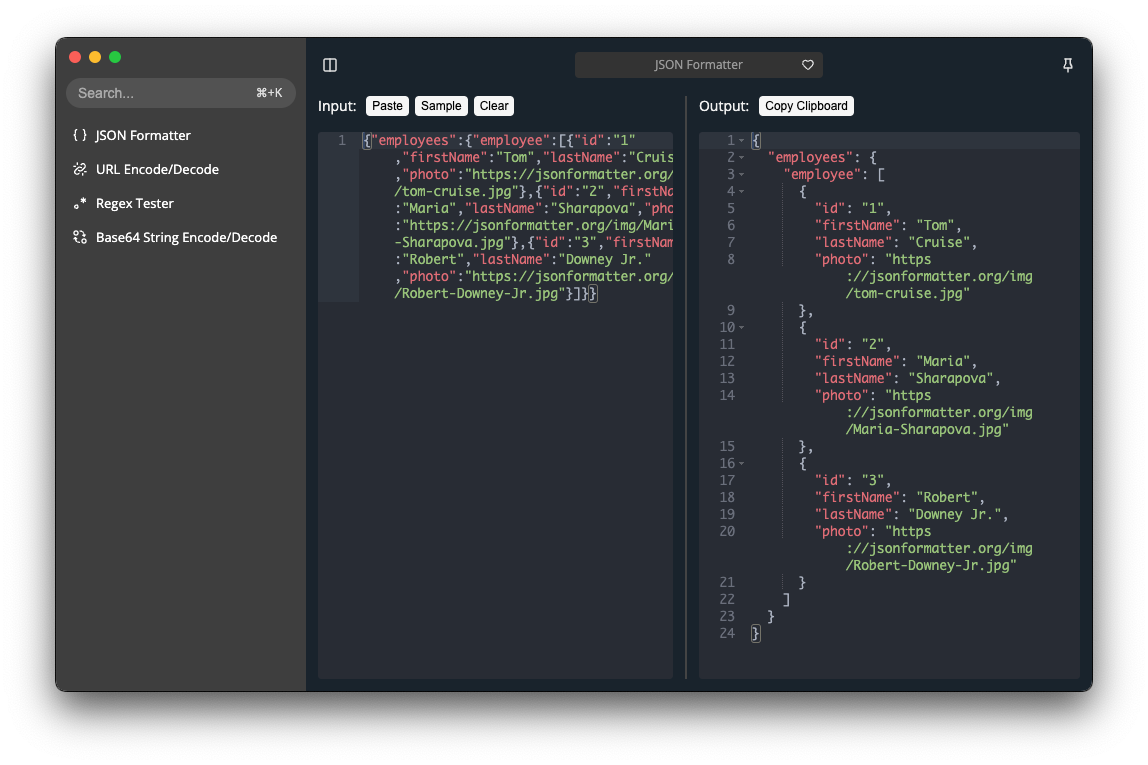 JSON Formatter
Search...
⌘+K
{ } JSON Formatter
URL Encode/Decode
Regex Tester
Base64 String Encode/Decode
Input: Paste Sample Clear
1 {"employees":{"employee":[{"id":"1"
,"firstName":"Tom","lastName":"Cruis
,"photo":"https://jsonformatter.org/
/tom-cruise.jpg"},{"id":"2","firstNa
:"Maria","lastName":"Sharapova","pho
:"https://jsonformatter.org/img/Mari
-Sharapova.jpg"},{"id":"3","firstNam
:"Robert","lastName":"Downey Jr."
,"photo":"https://jsonformatter.org/
/Robert-Downey-Jr.jpg"}]}}
Output: Copy Clipboard
1 {
2 "employees": {
3 "employee": [
4 {
5 "id": "1",
6 "firstName": "Tom",
7 "lastName": "Cruise",
8 "photo": "https
://jsonformatter.org/img
/tom-cruise.jpg"
9 },
10 {
11 "id": "2",
12 "firstName": "Maria",
13 "lastName": "Sharapova",
14 "photo": "https
://jsonformatter.org/img
/Maria-Sharapova.jpg"
15 },
16 {
17 "id": "3",
18 "firstName": "Robert",
19 "lastName": "Downey Jr.",
20 "photo": "https
://jsonformatter.org/img
/Robert-Downey-Jr.jpg"
21 }
22 ]
23 }
24 }